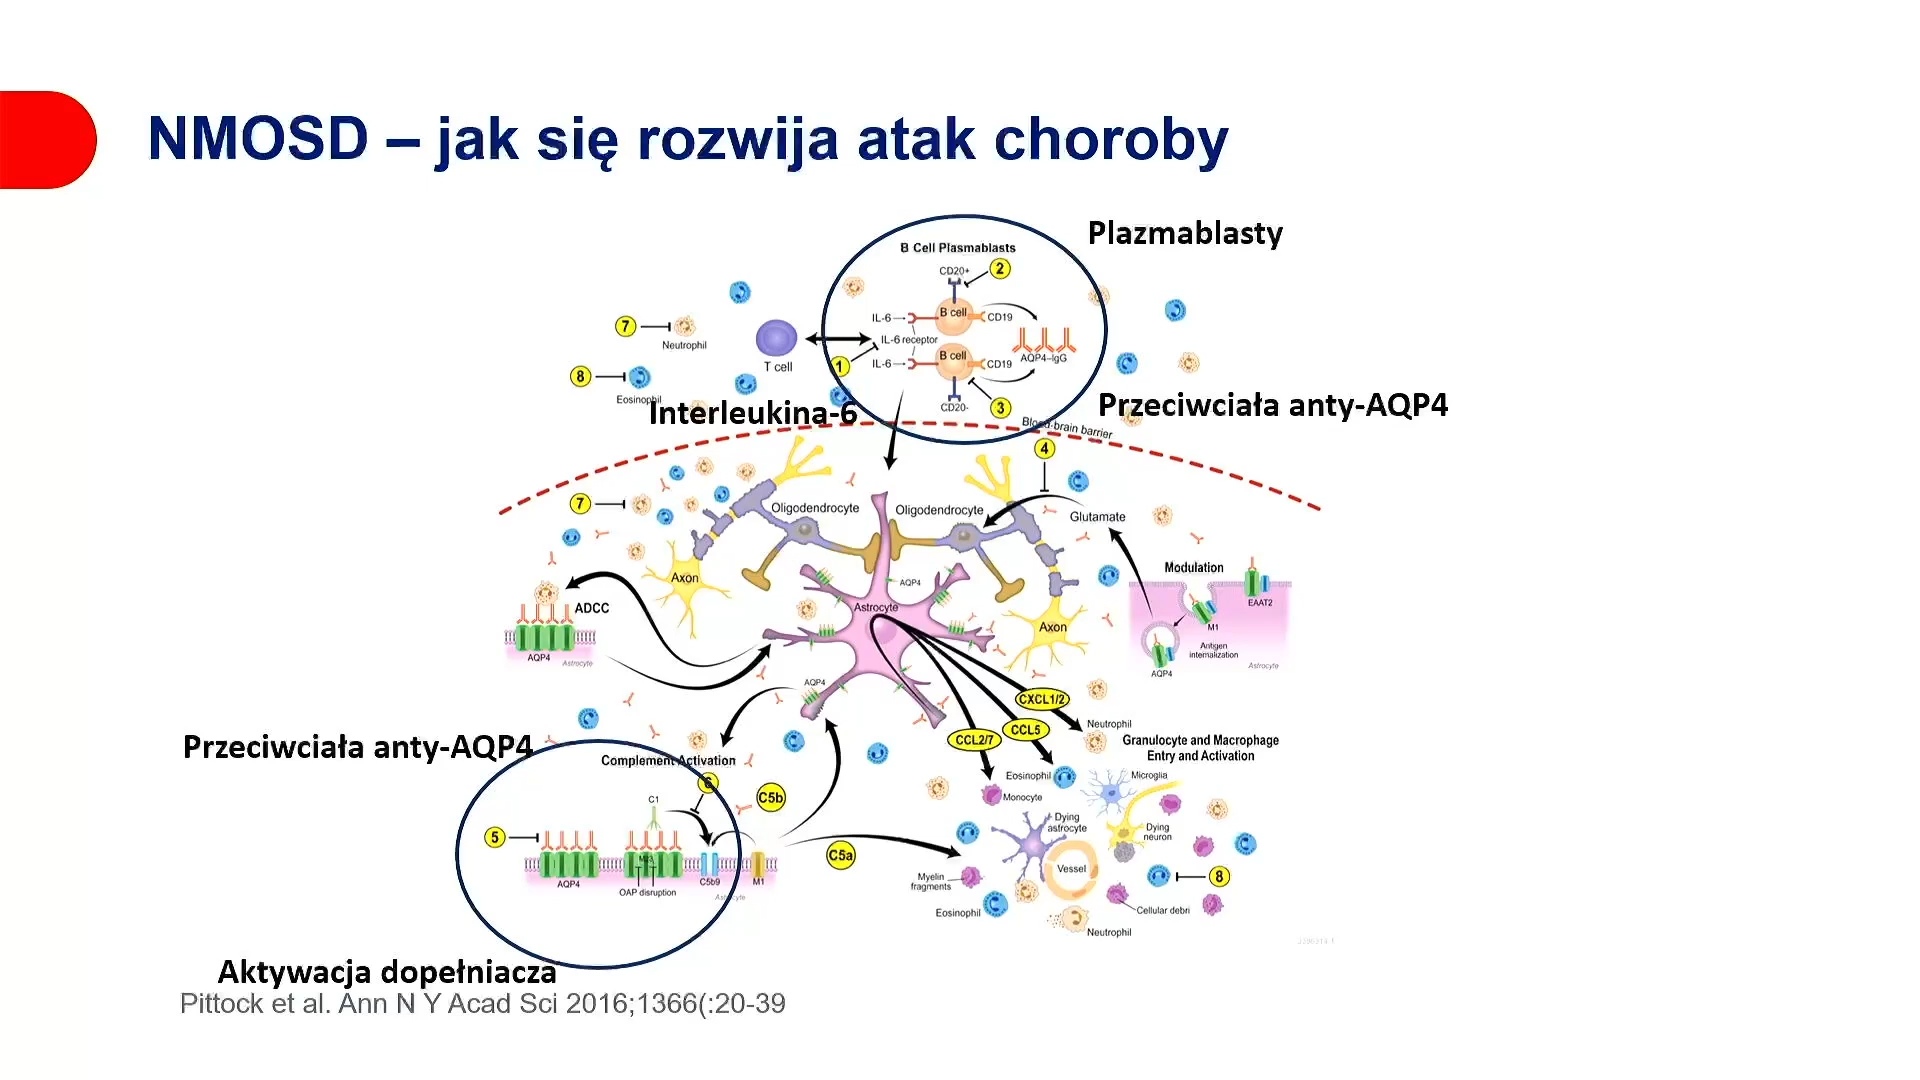 NMOSD – jak się rozwija atak choroby
Plazmablasty
B Cell Plasmablasts
CD20+
2
IL-6
B cell
CD19
7
Neutrophil
IL-6 receptor
AQP4–IgG
T cell
1
IL-6
B cell
CD19
8
Eosinophil
CD20-
3
Interleukina-6
Przeciwciała anty-AQP4
Blood-brain barrier
4
7
Oligodendrocyte
Oligodendrocyte
Glutamate
Axon
AQP4
Modulation
EAAT2
M1
ADCC
Astrocyte
Axon
Antigen
internalization
AQP4
Astrocyte
AQP4
Astrocyte
AQP4
CXCL1/2
CCL5
CCL2/7
Neutrophil
Granulocyte and Macrophage
Entry and Activation
Przeciwciała anty-AQP4
Complement Activation
6
C5b
C1
Eosinophil
Monocyte
Microglia
5
M23
Dying
astrocyte
Dying
neuron
C5a
AQP4
OAP disruption
C5b9
M1
Astrocyte
Vessel
Myelin
fragments
8
Eosinophil
Cellular debri
Neutrophil
Aktywacja dopełniacza
Pittock et al. Ann N Y Acad Sci 2016;1366(:20-39